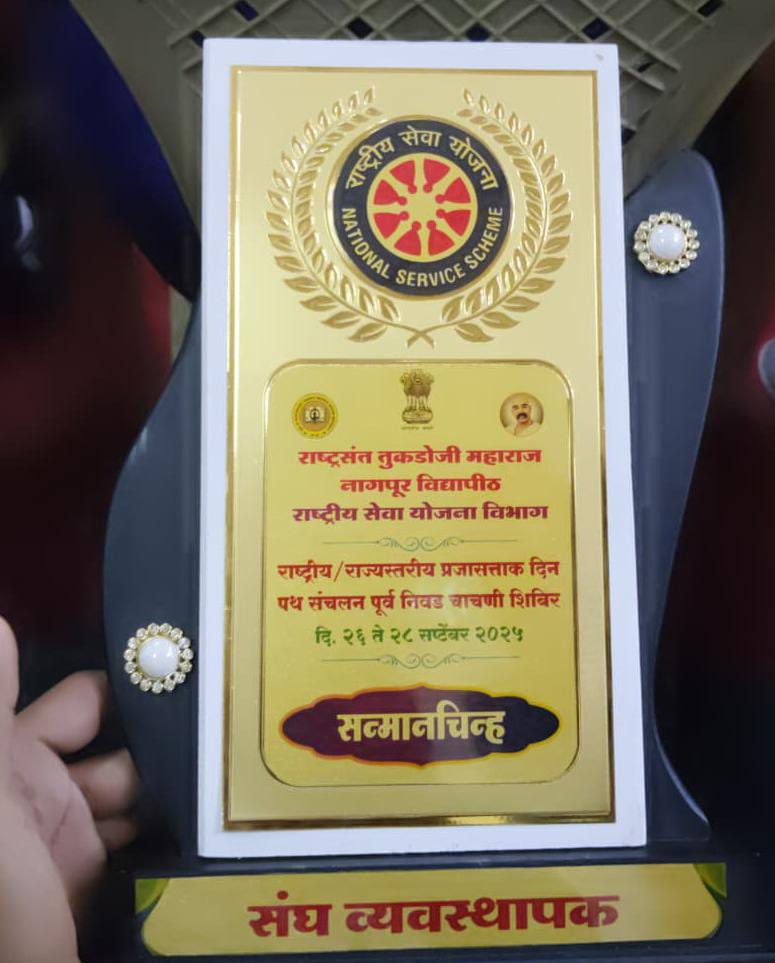 राष्ट्रीय सेवा योजना
NATIONAL SERVICE SCHEME
राष्ट्रसंत तुकडोजी महाराज
नागपूर विद्यापीठ
राष्ट्रीय सेवा योजना विभाग
राष्ट्रीय/राज्यस्तरीय प्रजासत्ताक दिन
पथ संचलन पूर्व निवड चाचणी शिबिर
दि. २६ ते २८ सप्टेंबर २०२५
सन्मानचिन्ह
संघ व्यवस्थापक